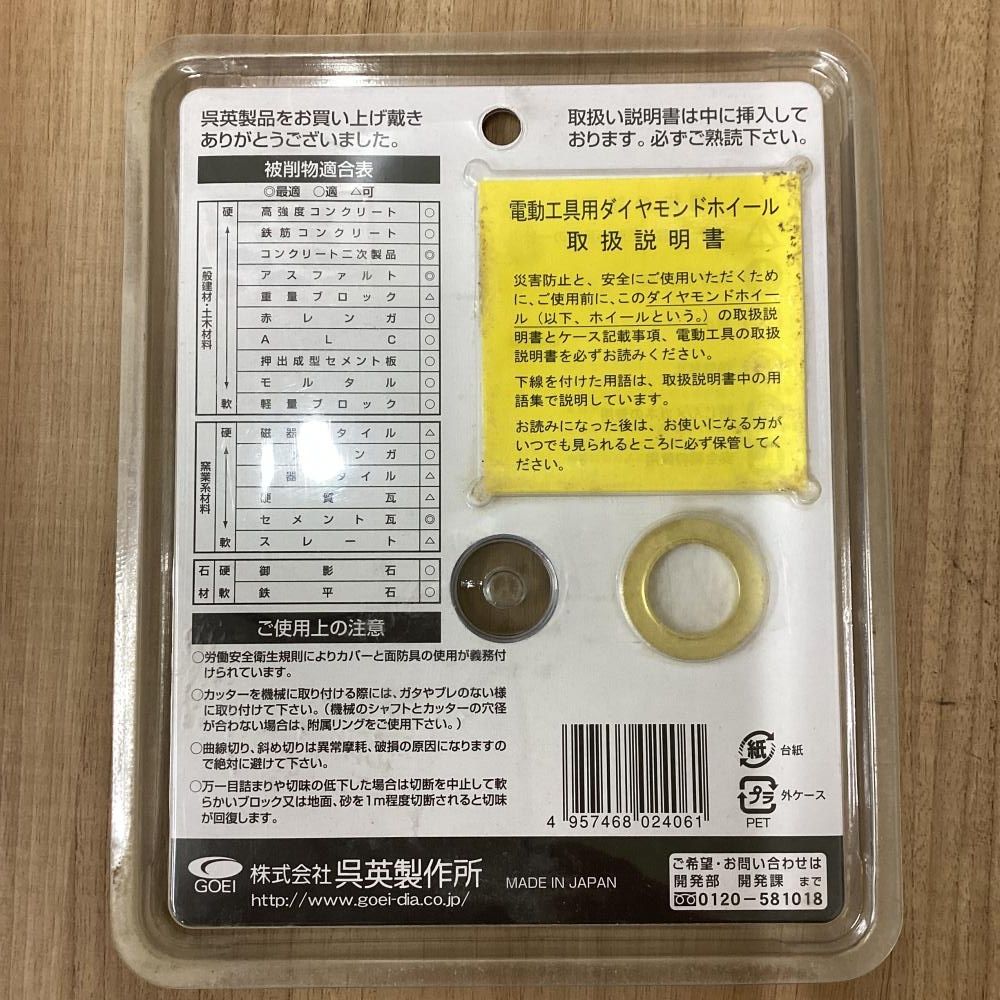 呉英製品をお買い上げ戴き
ありがとうございました。
取扱い説明書は中に挿入して
おります。必ずご熟読下さい。
被削物適合表
◎最適 ○適 △可
一般建材・土木材料
硬
軟
高強度コンクリート ○
鉄筋コンクリート ○
コンクリート二次製品 ◎
アスファルト ◎
重量ブロック △
赤レンガ ○
ALC ○
押出成型セメント板 ○
モルタル ○
軽量ブロック ○
窯業系材料
硬
軟
磁器タイル △
ンガ ○
器タイル △
硬質瓦 △
セメント瓦 ◎
スレート △
石材
硬 御影石 ○
軟 鉄平石 ○
電動工具用ダイヤモンドホイール
取扱説明書
災害防止と、安全にご使用いただくため
に、ご使用前に、このダイヤモンドホイー
ル（以下、ホイールという。）の取扱説
明書とケース記載事項、電動工具の取扱
説明書を必ずお読みください。
下線を付けた用語は、取扱説明書中の用
語集で説明しています。
お読みになった後は、お使いになる方が
いつでも見られるところに必ず保管してく
ださい。
ご使用上の注意
○労働安全衛生規則によりカバーと面防具の使用が義務付
けられています。
○カッターを機械に取り付ける際には、ガタやブレのない様
に取り付けて下さい。（機械のシャフトとカッターの穴径
が合わない場合は、附属リングをご使用下さい。）
○曲線切り、斜め切りは異常摩耗、破損の原因になりますの
で絶対に避けて下さい。
○万一目詰まりや切味の低下した場合は切断を中止して軟
らかいブロック又は地面、砂を1m程度切断されると切味
が回復します。
4 957468 024061
紙 台紙
プラ 外ケース
PET
GOEI 株式会社 呉英製作所 MADE IN JAPAN
http://www.goei-dia.co.jp/
ご希望・お問い合わせは
開発部 開発課 まで
0120-581018